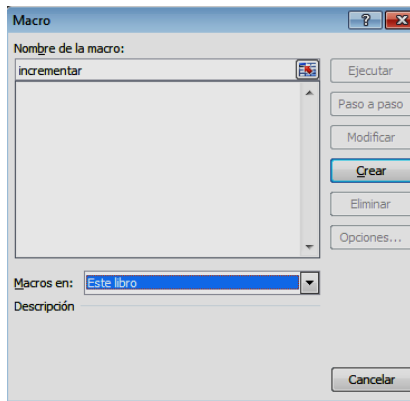 Macro
Nombre de la macro:
incrementar
Ejecutar
Paso a paso
Modificar
Crear
Eliminar
Opciones...
Macros en: Este libro
Descripción
Cancelar